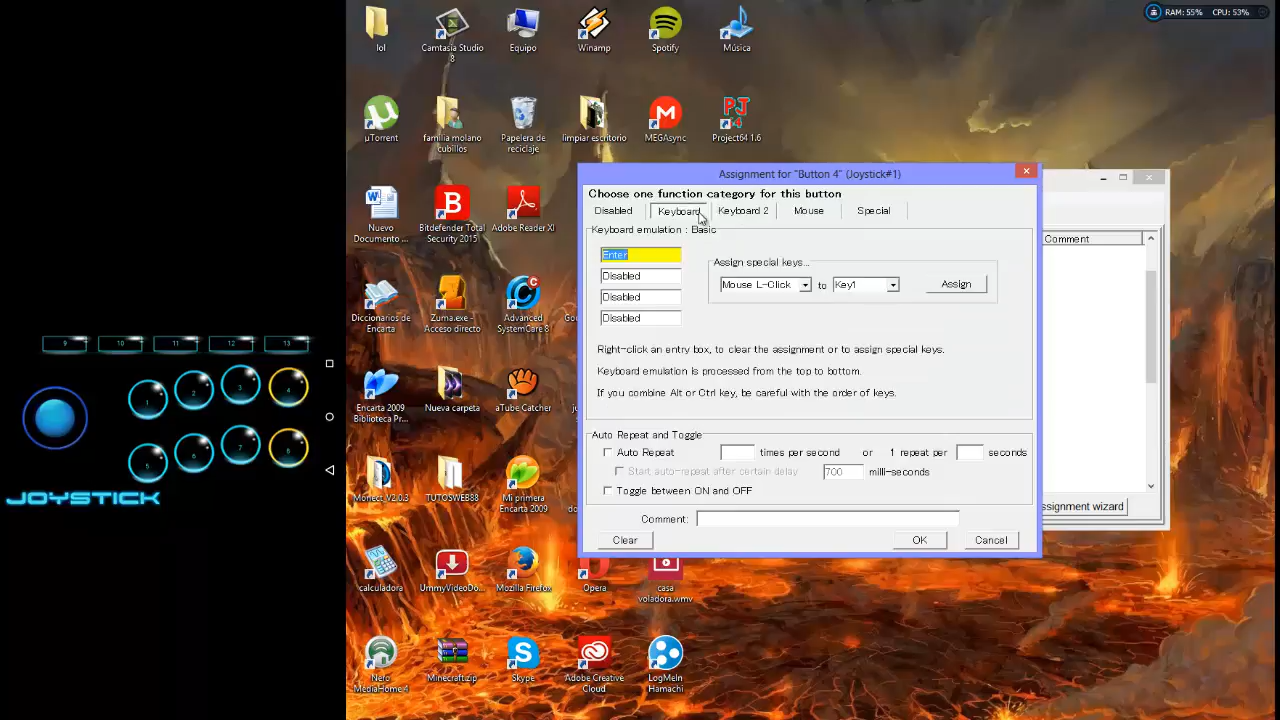 RAM: 55% CPU: 53%
lol
Camtasia Studio
8
Equipo
Winamp
Spotify
Música
µTorrent
familia molano
cubillos
Papelera de
reciclaje
limpiar escritorio
MEGAsync
Project64 1.6
Nuevo
Documento ...
Bitdefender Total
Security 2015
Adobe Reader XI
Diccionarios de
Encarta
Zuma.exe -
Acceso directo
Advanced
SystemCare 8
Encarta 2009
Biblioteca Pr...
Nueva carpeta
aTube Catcher
Monect_V2.0.3
TUTOSWEB88
Mi primera
Encarta 2009
calculadora
UmmyVideoDo...
Mozilla Firefox
Opera
casa
voladora.wmv
Nero
MediaHome 4
Minecraft.zip
Skype
Adobe Creative
Cloud
LogMeIn
Hamachi
9 10 11 12 13
1 2 3 4
5 6 7 8
JOYSTICK
Assignment for "Button 4" (Joystick#1)
Choose one function category for this button
Disabled Keyboard Keyboard 2 Mouse Special
Keyboard emulation : Basic
Enter
Disabled
Disabled
Disabled
Assign special keys...
Mouse L-Click to Key1 Assign
Right-click an entry box, to clear the assignment or to assign special keys.
Keyboard emulation is processed from the top to bottom.
If you combine Alt or Ctrl key, be careful with the order of keys.
Auto Repeat and Toggle
Auto Repeat times per second or 1 repeat per seconds
Start auto-repeat after certain delay 700 milli-seconds
Toggle between ON and OFF
Comment:
Clear OK Cancel
Comment
ssignment wizard